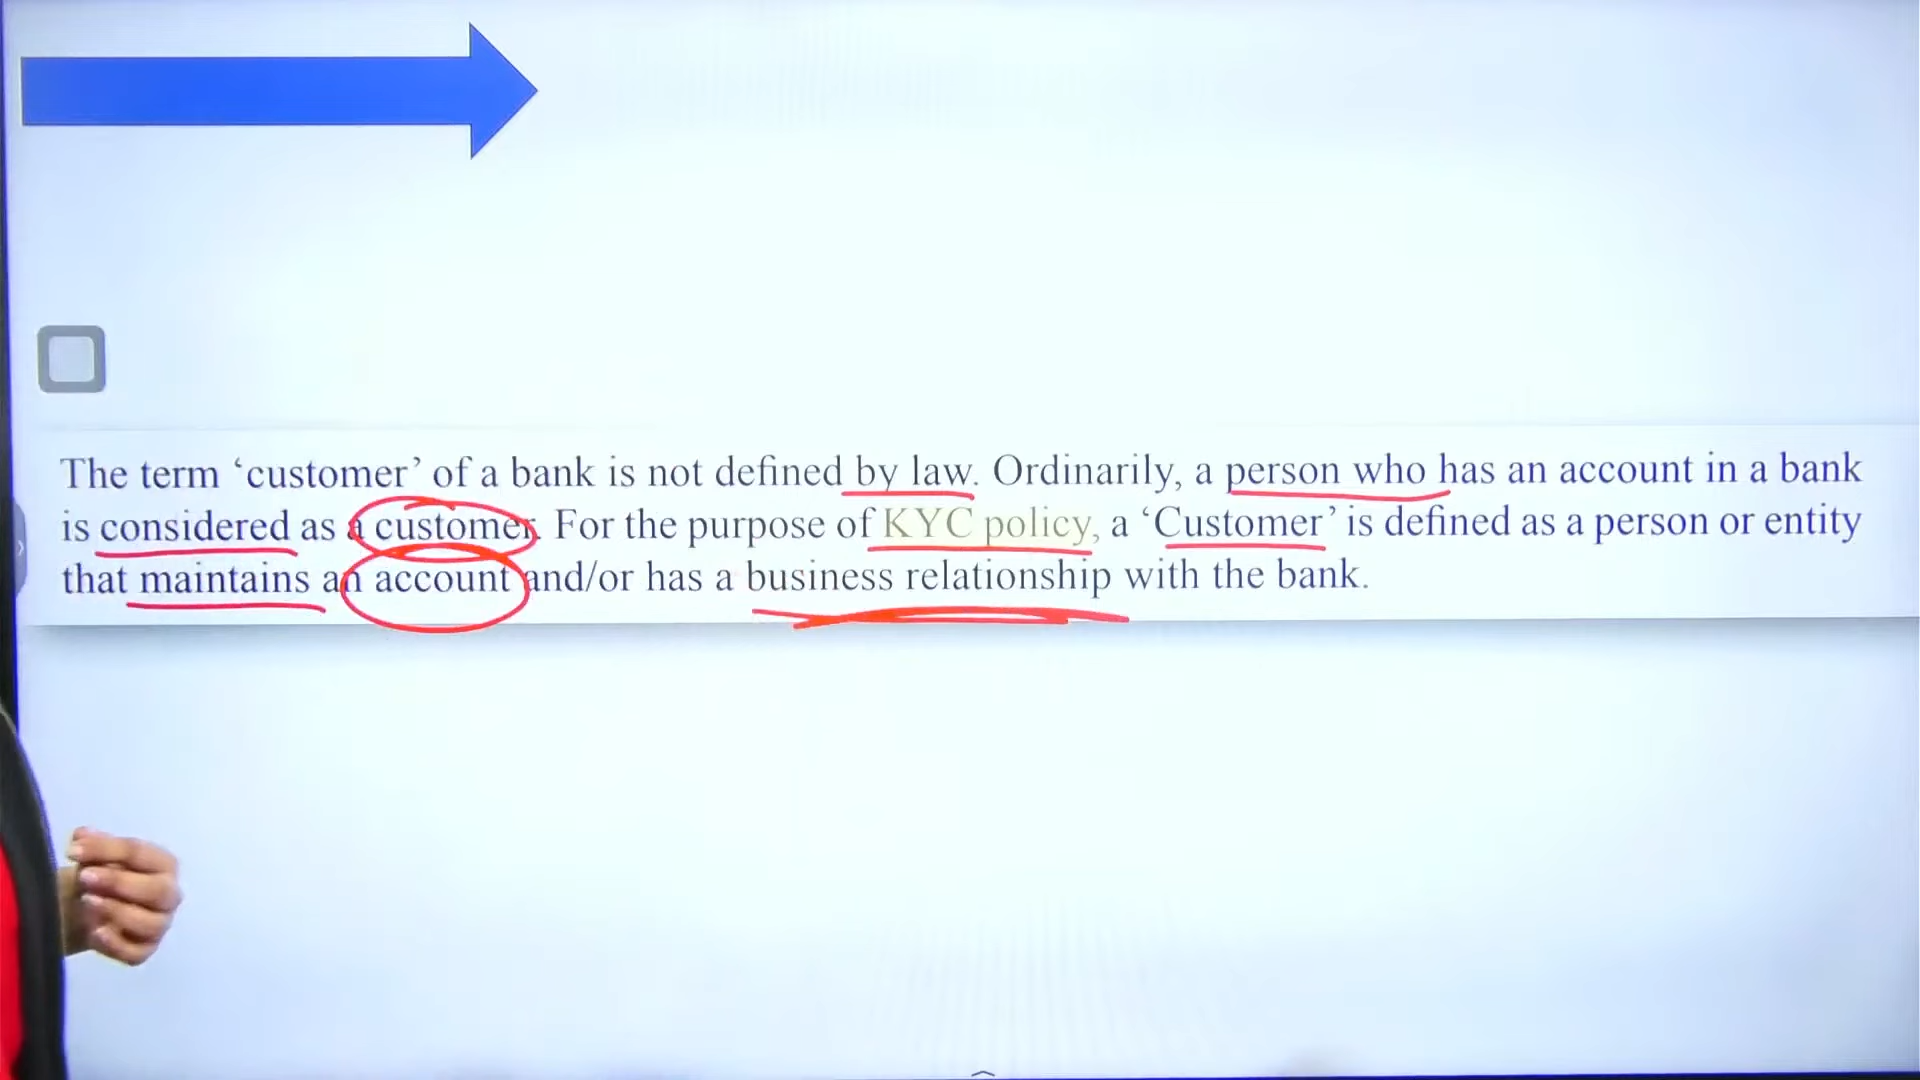 The term ‘customer’ of a bank is not defined by law. Ordinarily, a person who has an account in a bank
is considered as a customer. For the purpose of KYC policy, a ‘Customer’ is defined as a person or entity
that maintains an account and/or has a business relationship with the bank.